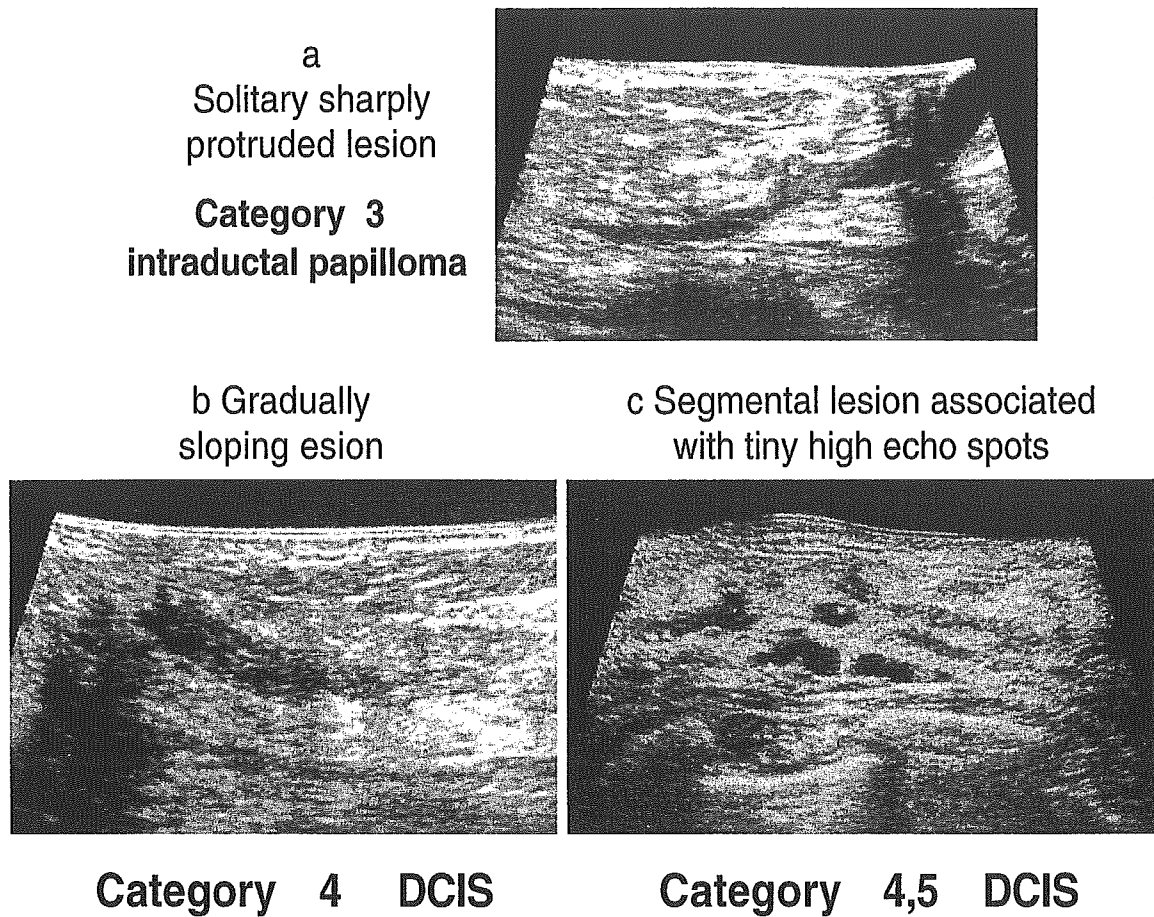 a
Solitary sharply
protruded lesion
Category 3
intraductal papilloma
b Gradually
sloping esion
c Segmental lesion associated
with tiny high echo spots
Category 4 DCIS
Category 4,5 DCIS